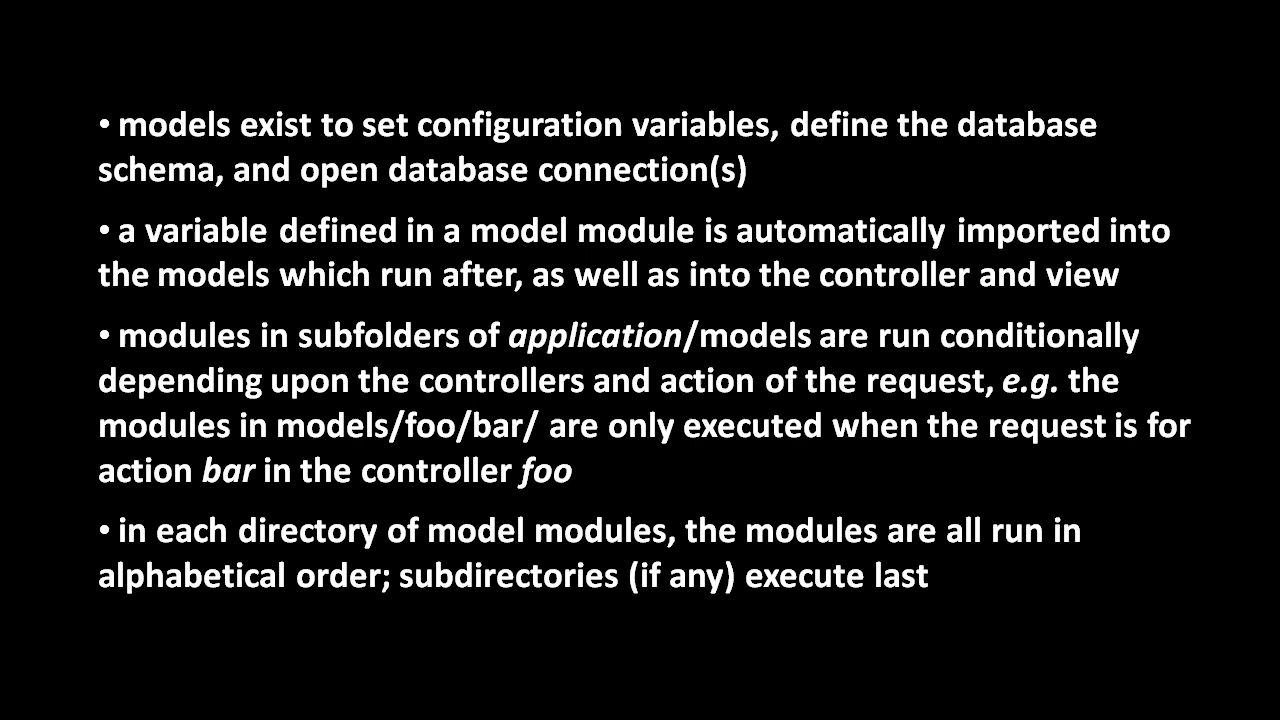 • models exist to set configuration variables, define the database
schema, and open database connection(s)
• a variable defined in a model module is automatically imported into
the models which run after, as well as into the controller and view
• modules in subfolders of application/models are run conditionally
depending upon the controllers and action of the request, e.g. the
modules in models/foo/bar/ are only executed when the request is for
action bar in the controller foo
• in each directory of model modules, the modules are all run in
alphabetical order; subdirectories (if any) execute last